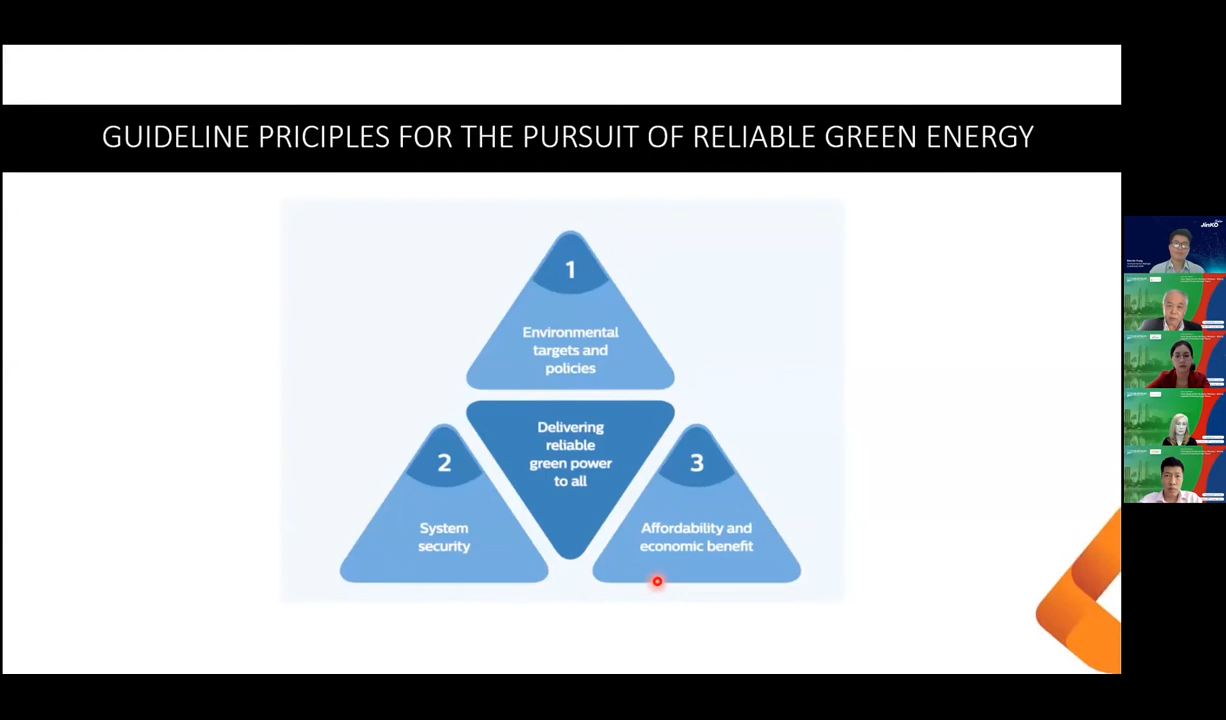 GUIDELINE PRICIPLES FOR THE PURSUIT OF RELIABLE GREEN ENERGY
1
Environmental
targets and
policies
Delivering
reliable
green power
to all
2
System
security
3
Affordability and
economic benefit
JinKO